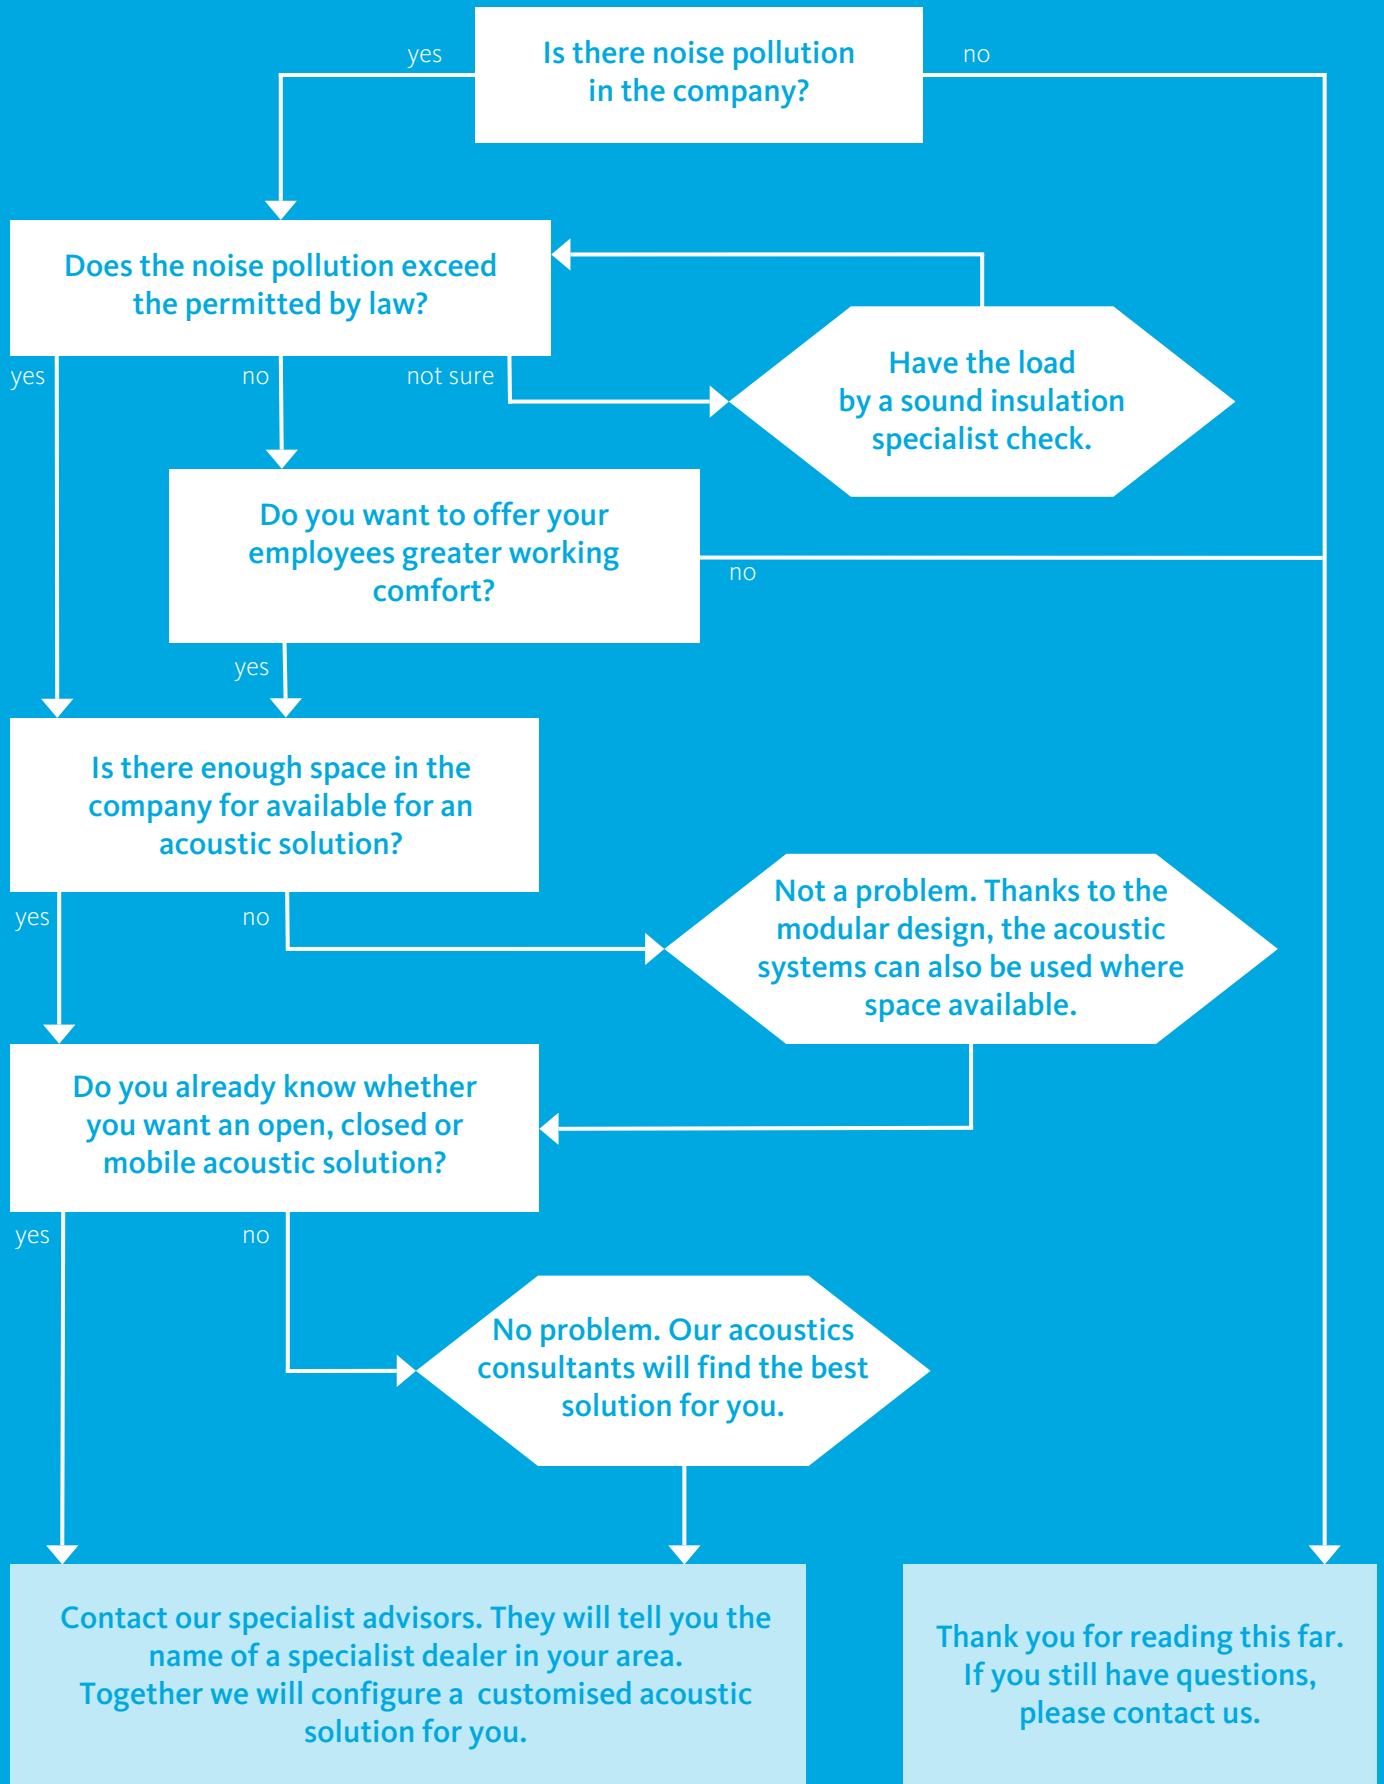 yes
Is there noise pollution
in the company?
no
Does the noise pollution exceed
the permitted by law?
yes
no
not sure
Have the load
by a sound insulation
specialist check.
Do you want to offer your
employees greater working
comfort?
no
yes
Is there enough space in the
company for available for an
acoustic solution?
yes
no
Not a problem. Thanks to the
modular design, the acoustic
systems can also be used where
space available.
Do you already know whether
you want an open, closed or
mobile acoustic solution?
yes
no
No problem. Our acoustics
consultants will find the best
solution for you.
Contact our specialist advisors. They will tell you the
name of a specialist dealer in your area.
Together we will configure a customised acoustic
solution for you.
Thank you for reading this far.
If you still have questions,
please contact us.